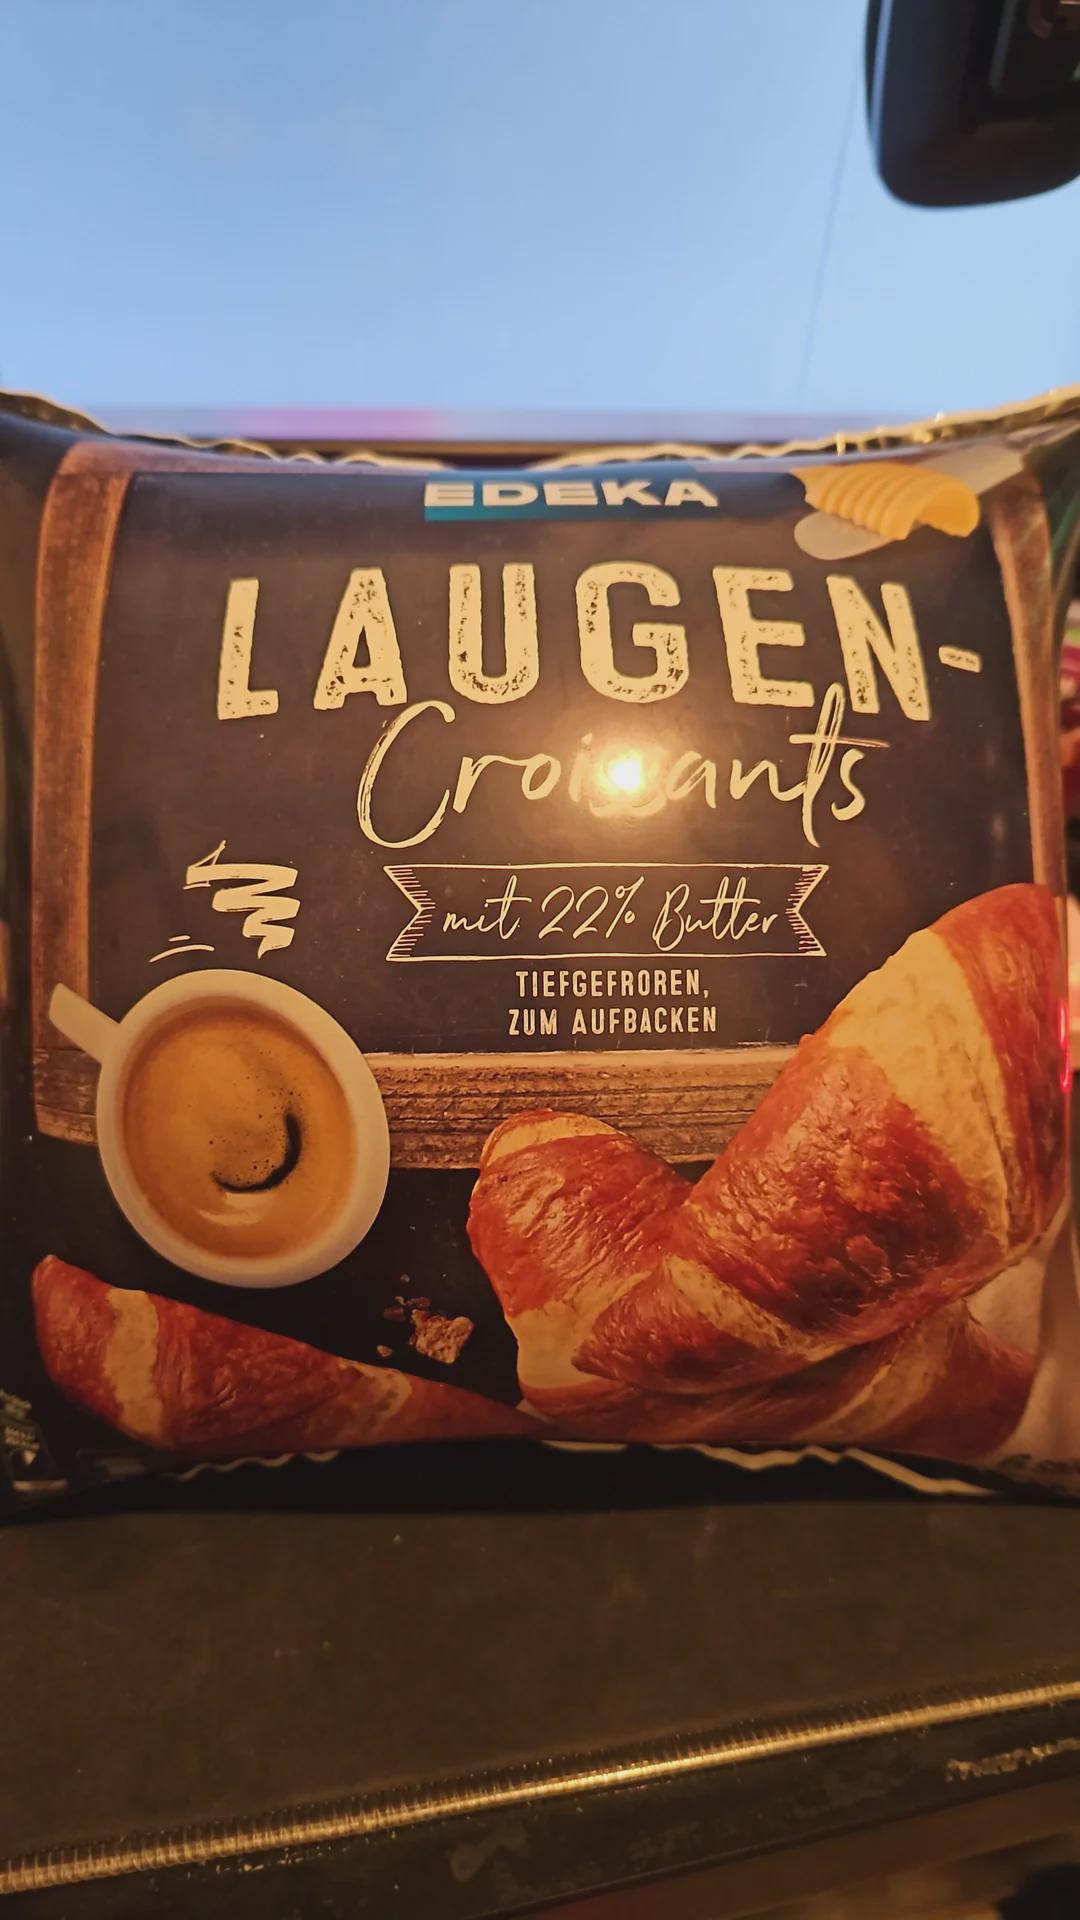 EDEKA
LAUGEN-
Croissants
mit 22% Butter
TIEFGEFROREN,
ZUM AUFBACKEN